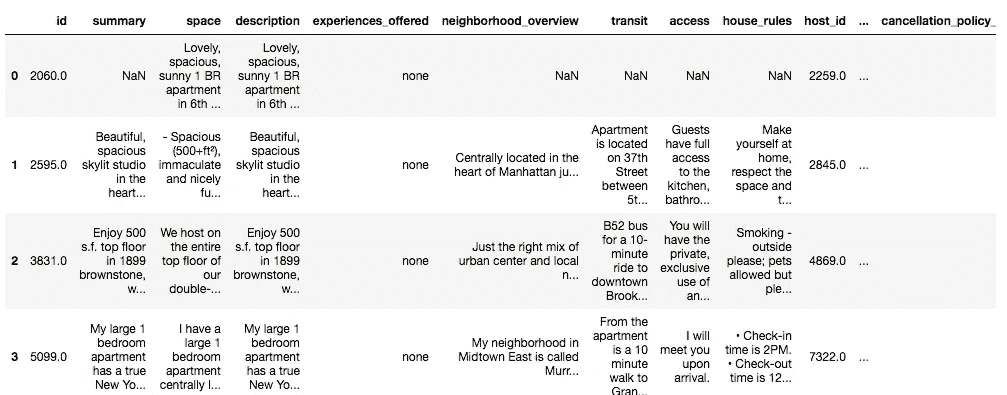 id summary space description experiences_offered neighborhood_overview transit access house_rules host_id ... cancellation_policy_
0 2060.0 NaN Lovely, spacious, sunny 1 BR apartment in 6th ... Lovely, spacious, sunny 1 BR apartment in 6th ... none NaN NaN NaN NaN 2259.0 ...
1 2595.0 Beautiful, spacious skylit studio in the heart... - Spacious (500+ft²), immaculate and nicely fu... Beautiful, spacious skylit studio in the heart... none Centrally located in the heart of Manhattan ju... Apartment is located on 37th Street between 5t... Guests have full access to the kitchen, bathro... Make yourself at home, respect the space and t... 2845.0 ...
2 3831.0 Enjoy 500 s.f. top floor in 1899 brownstone, w... We host on the entire top floor of our double-... Enjoy 500 s.f. top floor in 1899 brownstone, w... none Just the right mix of urban center and local n... B52 bus for a 10-minute ride to downtown Brook... You will have the private, exclusive use of an... Smoking - outside please; pets allowed but ple... 4869.0 ...
3 5099.0 My large 1 bedroom apartment has a true New Yo... I have a large 1 bedroom apartment centrally l... My large 1 bedroom apartment has a true New Yo... none My neighborhood in Midtown East is called Murr... From the apartment is a 10 minute walk to Gran... I will meet you upon arrival. • Check-in time is 2PM. • Check-out time is 12... 7322.0 ...